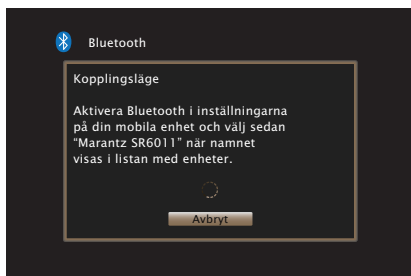 Bluetooth
Kopplingsläge
Aktivera Bluetooth i inställningarna
på din mobila enhet och välj sedan
“Marantz SR6011” när namnet
visas i listan med enheter.
Avbryt